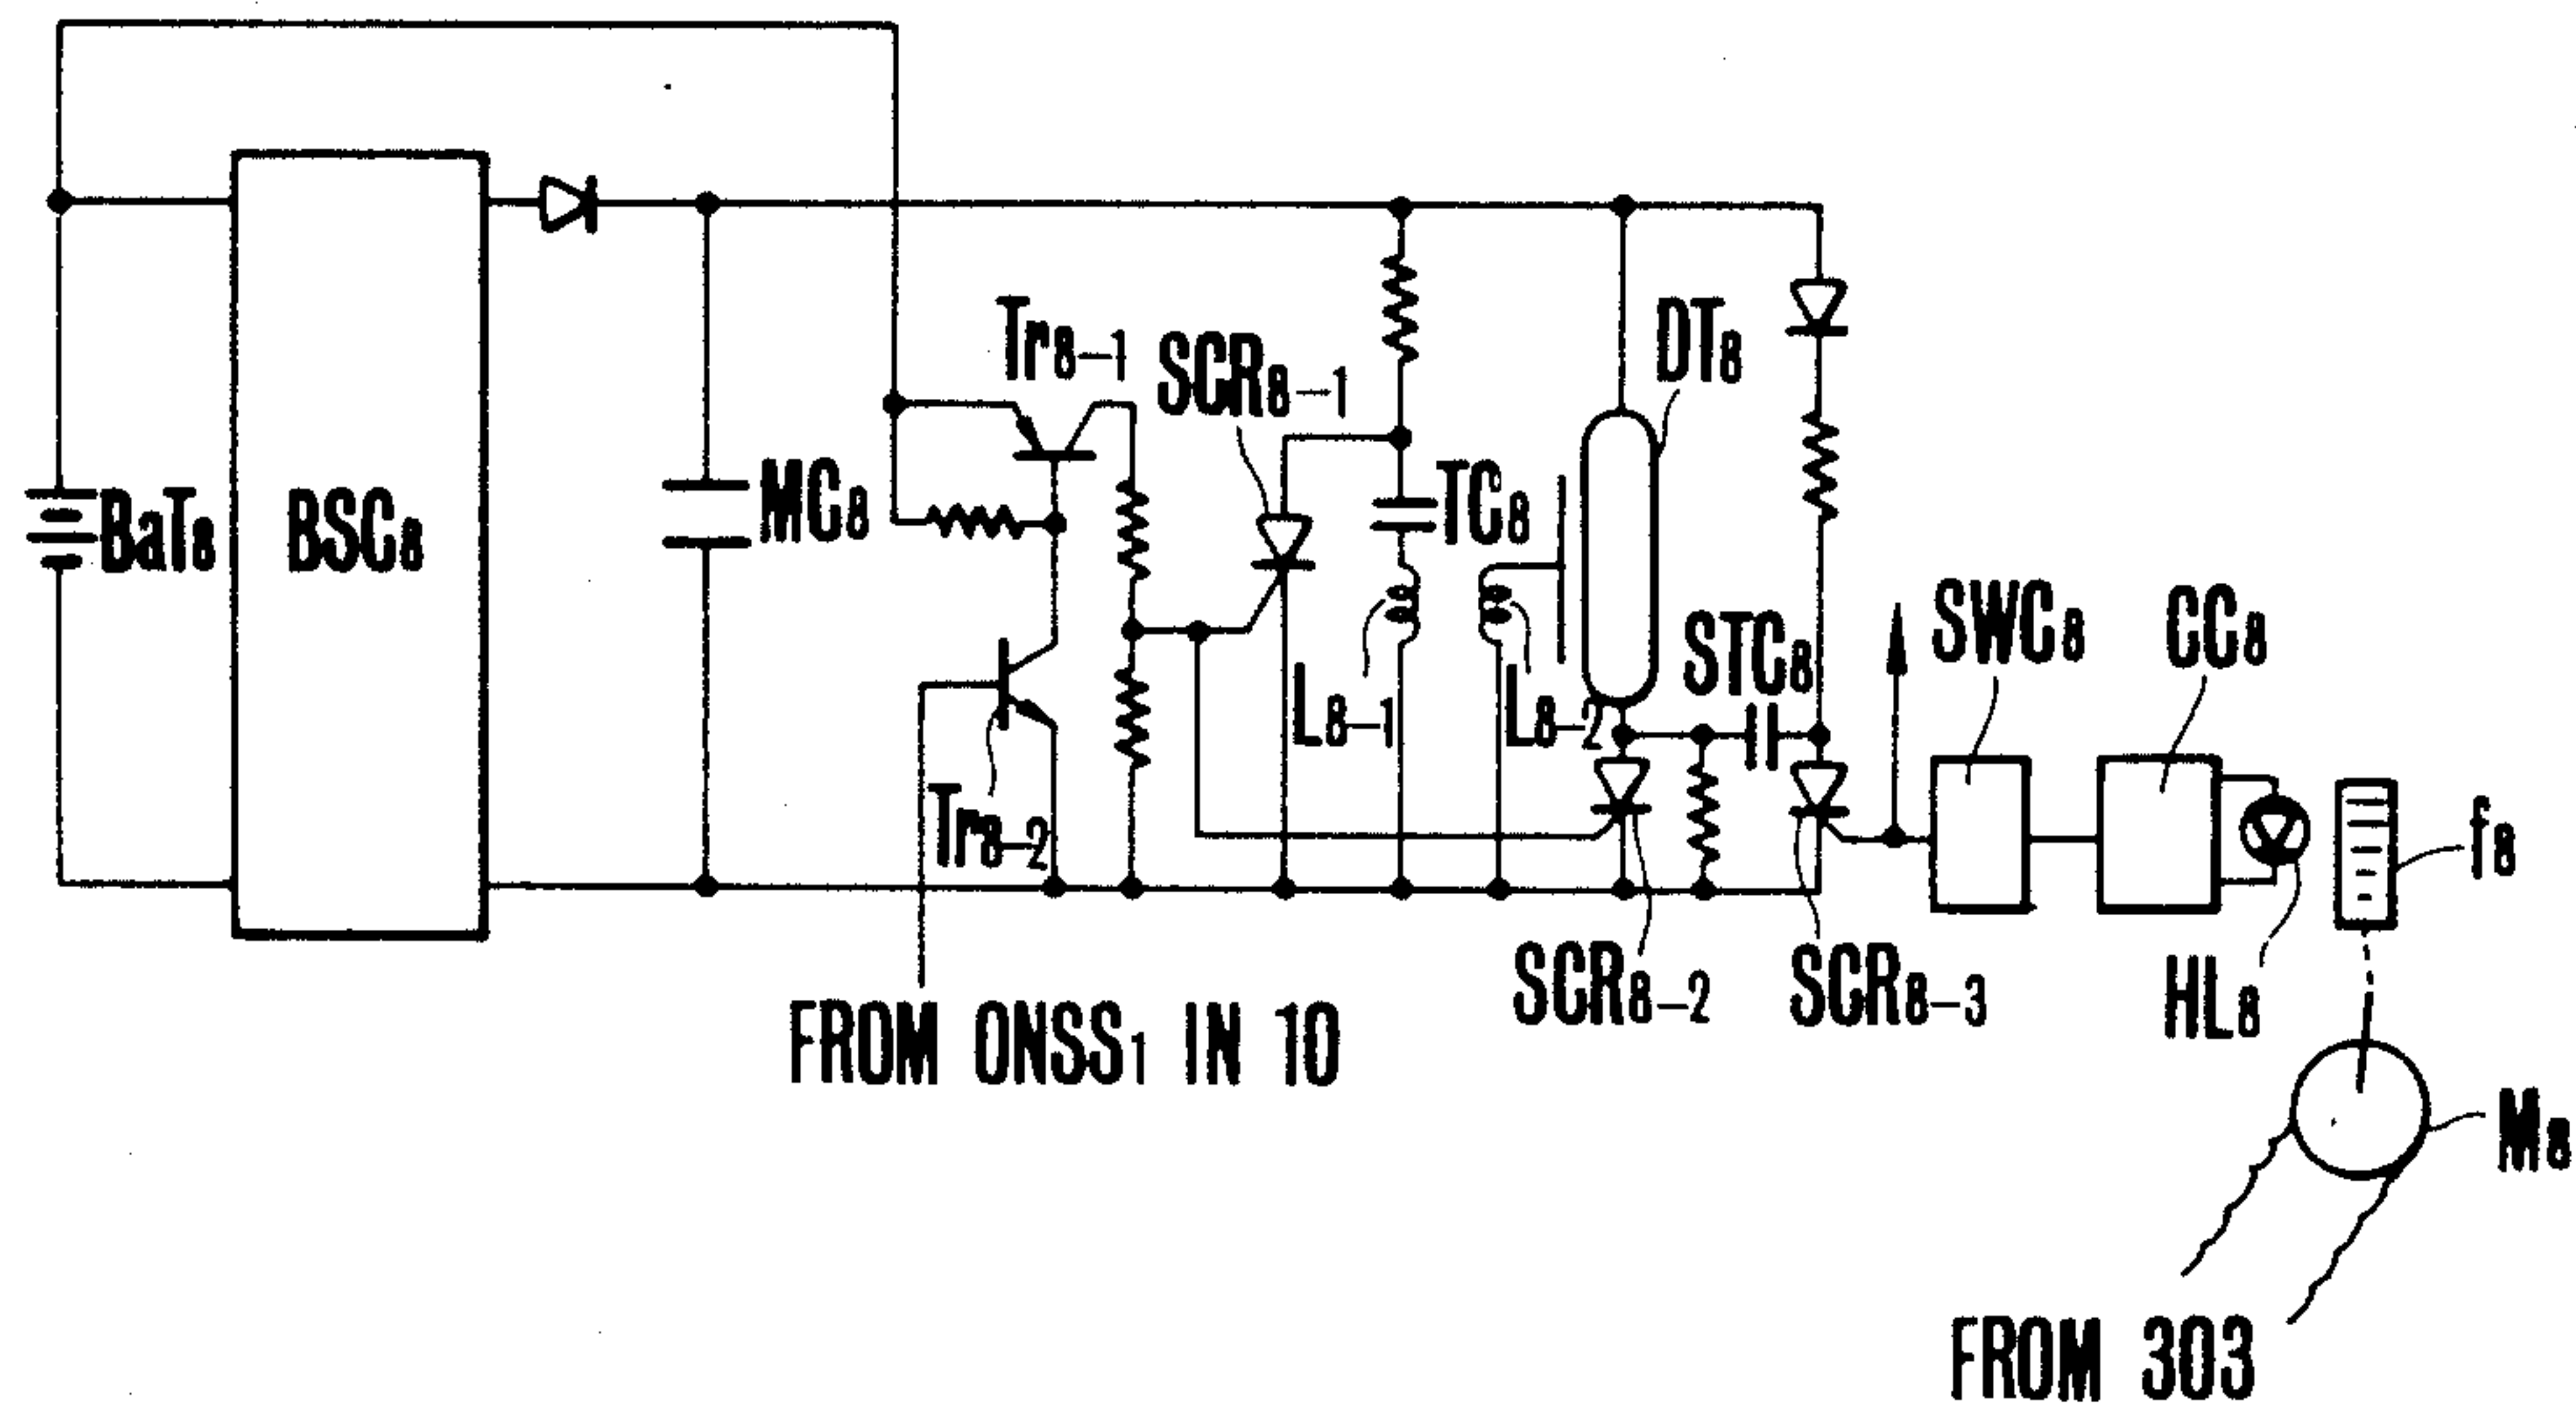 Tr8-1
SCR8-1
DT8
BaT8
BSC8
MC8
TC8
SWC8
CC8
STC8
L8-1
L8-2
Tr8-2
f8
SCR8-2
SCR8-3
HL8
FROM ONSS1 IN 10
M8
FROM 303